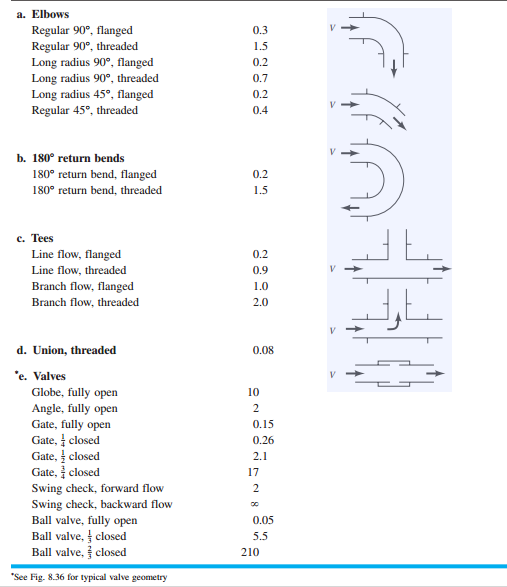 a. Elbows
Regular 90°, flanged 0.3
Regular 90°, threaded 1.5
Long radius 90°, flanged 0.2
Long radius 90°, threaded 0.7
Long radius 45°, flanged 0.2
Regular 45°, threaded 0.4
V
V
b. 180° return bends
180° return bend, flanged 0.2
180° return bend, threaded 1.5
V
c. Tees
Line flow, flanged 0.2
Line flow, threaded 0.9
Branch flow, flanged 1.0
Branch flow, threaded 2.0
V
V
d. Union, threaded 0.08
V
*e. Valves
Globe, fully open 10
Angle, fully open 2
Gate, fully open 0.15
Gate, 1/4 closed 0.26
Gate, 1/2 closed 2.1
Gate, 3/4 closed 17
Swing check, forward flow 2
Swing check, backward flow ∞
Ball valve, fully open 0.05
Ball valve, 1/3 closed 5.5
Ball valve, 2/3 closed 210
*See Fig. 8.36 for typical valve geometry